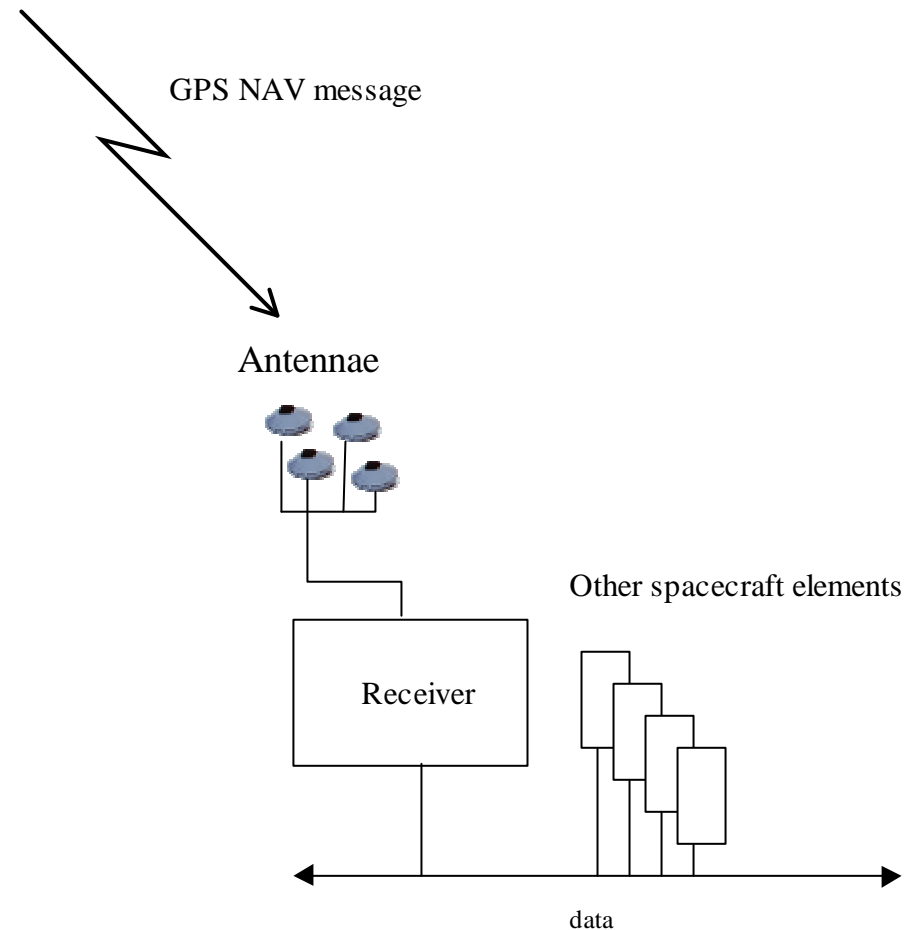 GPS NAV message
Antennae
Other spacecraft elements
Receiver
data